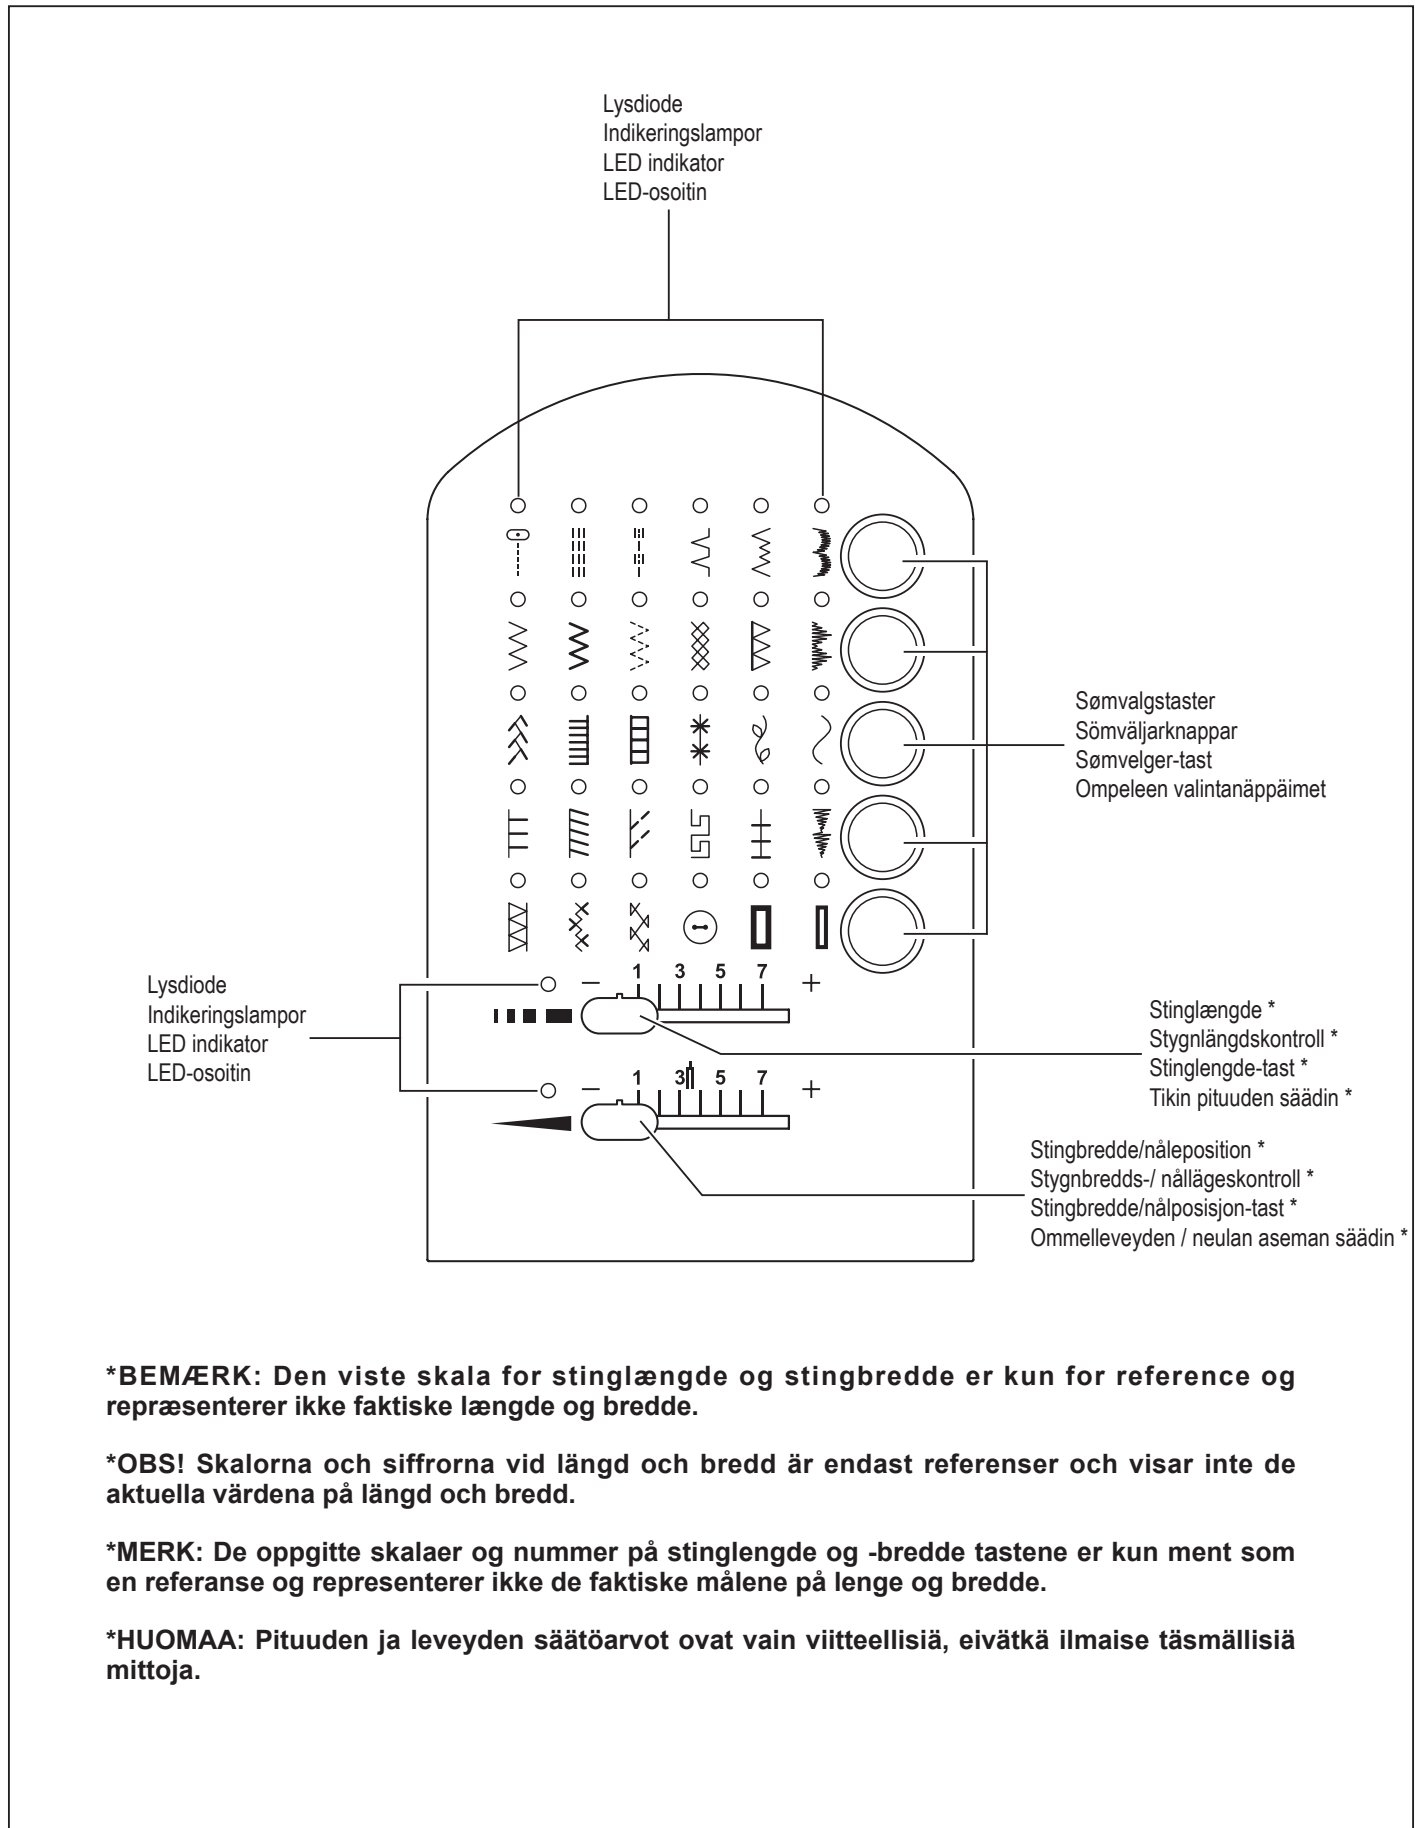 Lysdiode
Indikeringslampor
LED indikator
LED-osoitin
Sømvalgstaster
Sömväljarknappar
Sømvelger-tast
Ompeleen valintanäppäimet
− 1 3 5 7 +
Lysdiode
Indikeringslampor
LED indikator
LED-osoitin
Stinglængde *
Stygnlängdskontroll *
Stinglengde-tast *
Tikin pituuden säädin *
− 1 3 5 7 +
Stingbredde/nåleposition *
Stygnbredds-/ nållägeskontroll *
Stingbredde/nålposisjon-tast *
Ommelleveyden / neulan aseman säädin *
*BEMÆRK: Den viste skala for stinglængde og stingbredde er kun for reference og
repræsenterer ikke faktiske længde og bredde.
*OBS! Skalorna och siffrorna vid längd och bredd är endast referenser och visar inte de
aktuella värdena på längd och bredd.
*MERK: De oppgitte skalaer og nummer på stinglengde og -bredde tastene er kun ment som
en referanse og representerer ikke de faktiske målene på lenge og bredde.
*HUOMAA: Pituuden ja leveyden säätöarvot ovat vain viitteellisiä, eivätkä ilmaise täsmällisiä
mittoja.